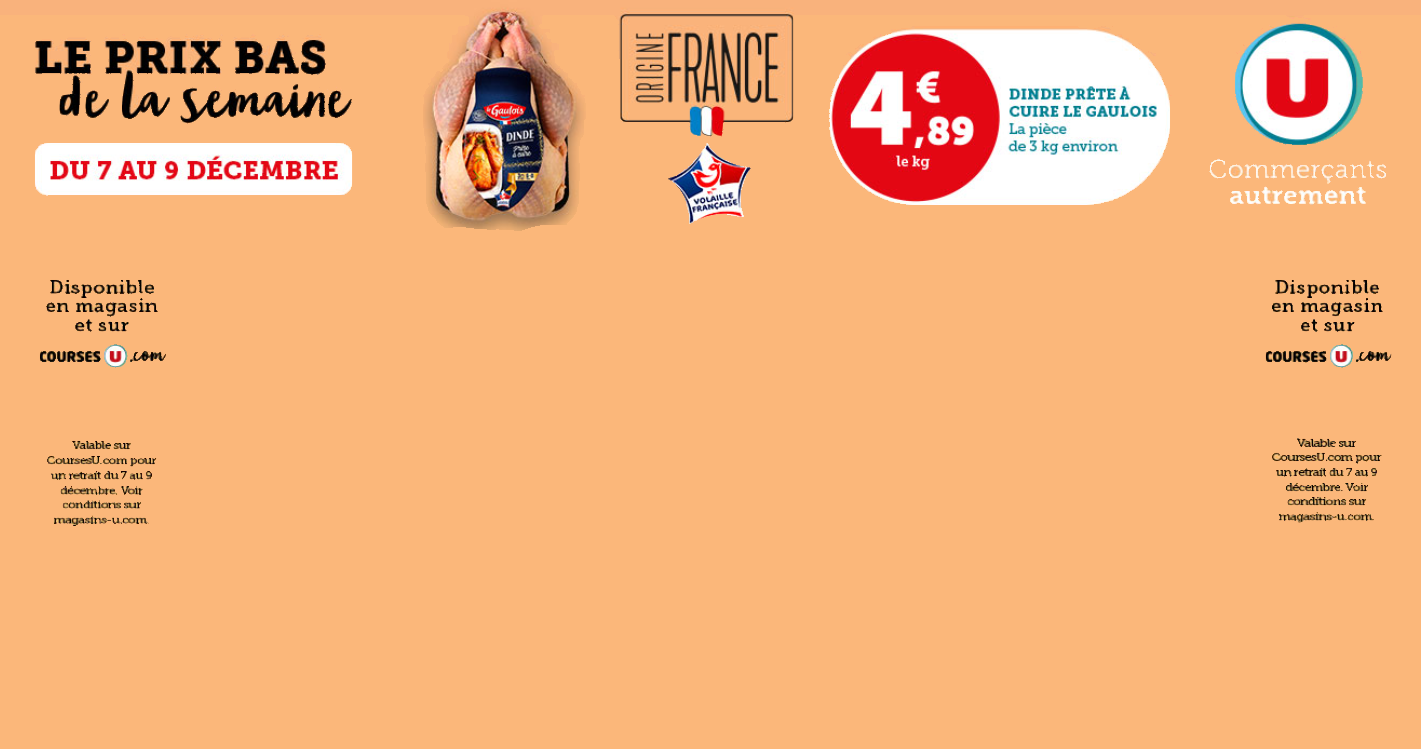 LE PRIX BAS
de la semaine
DU 7 AU 9 DÉCEMBRE
le Gaulois
DINDE
Prête
à cuire
VOLAILLE
FRANÇAISE
ORIGINE
FRANCE
4€,89
le kg
DINDE PRÊTE À
CUIRE LE GAULOIS
La pièce
de 3 kg environ
U
Commerçants
autrement
Disponible
en magasin
et sur
COURSES U .com
Valable sur
CoursesU.com pour
un retrait du 7 au 9
décembre. Voir
conditions sur
magasins-u.com.
Disponible
en magasin
et sur
COURSES U .com
Valable sur
CoursesU.com pour
un retrait du 7 au 9
décembre. Voir
conditions sur
magasins-u.com.